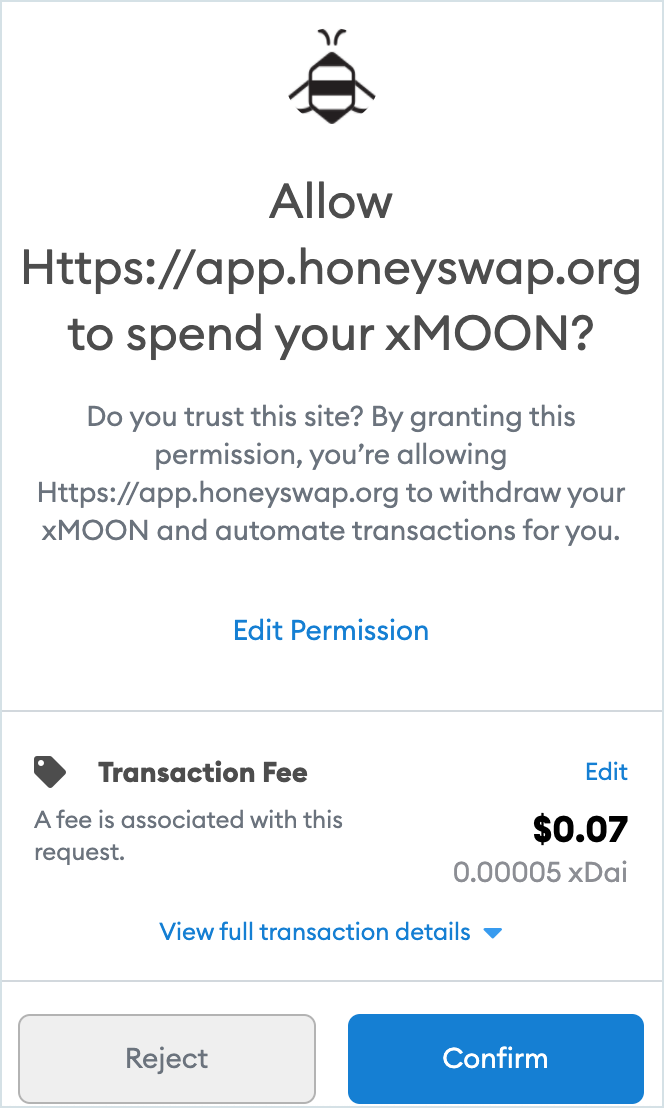 Allow
Https://app.honeyswap.org
to spend your xMOON?
Do you trust this site? By granting this
permission, you’re allowing
Https://app.honeyswap.org to withdraw your
xMOON and automate transactions for you.
Edit Permission
Transaction Fee
Edit
A fee is associated with this
request.
$0.07
0.00005 xDai
View full transaction details
Reject
Confirm